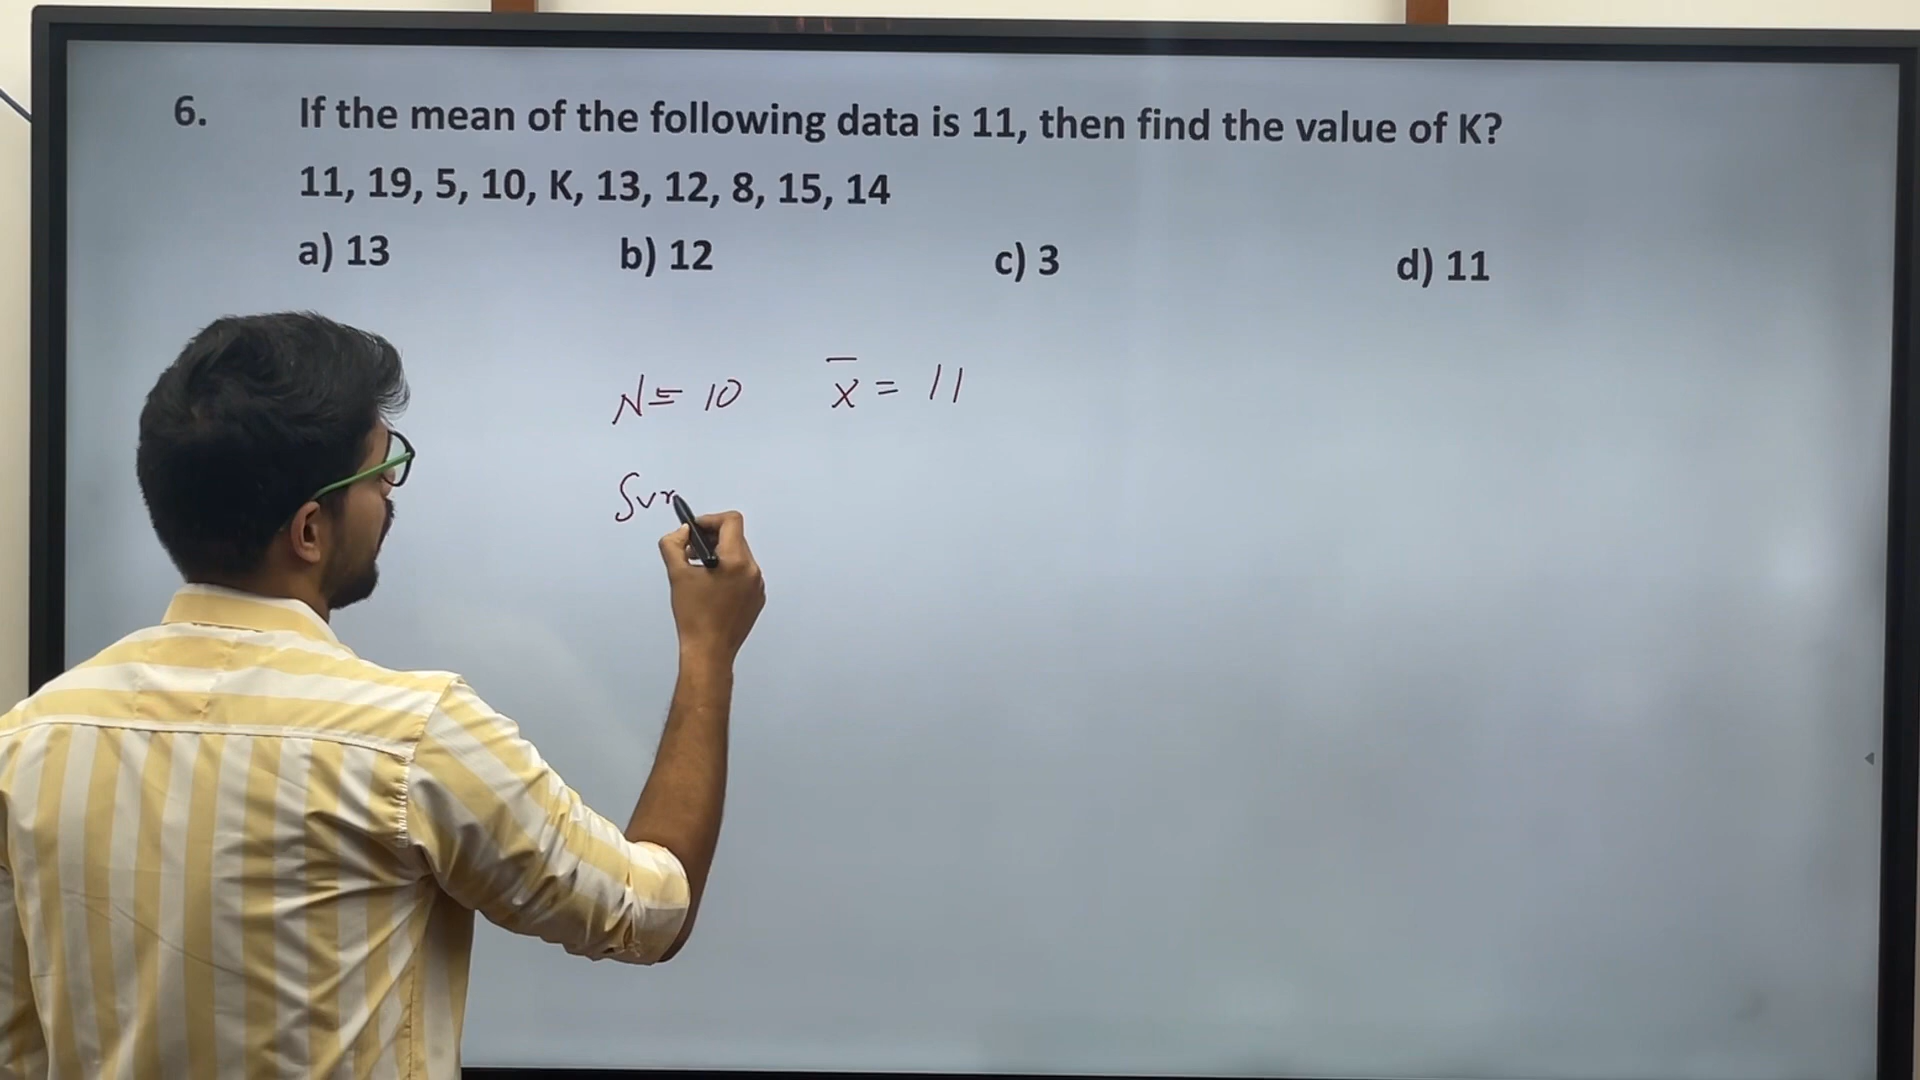 6. If the mean of the following data is 11, then find the value of K?
11, 19, 5, 10, K, 13, 12, 8, 15, 14
a) 13 b) 12 c) 3 d) 11
N = 10 x̅ = 11